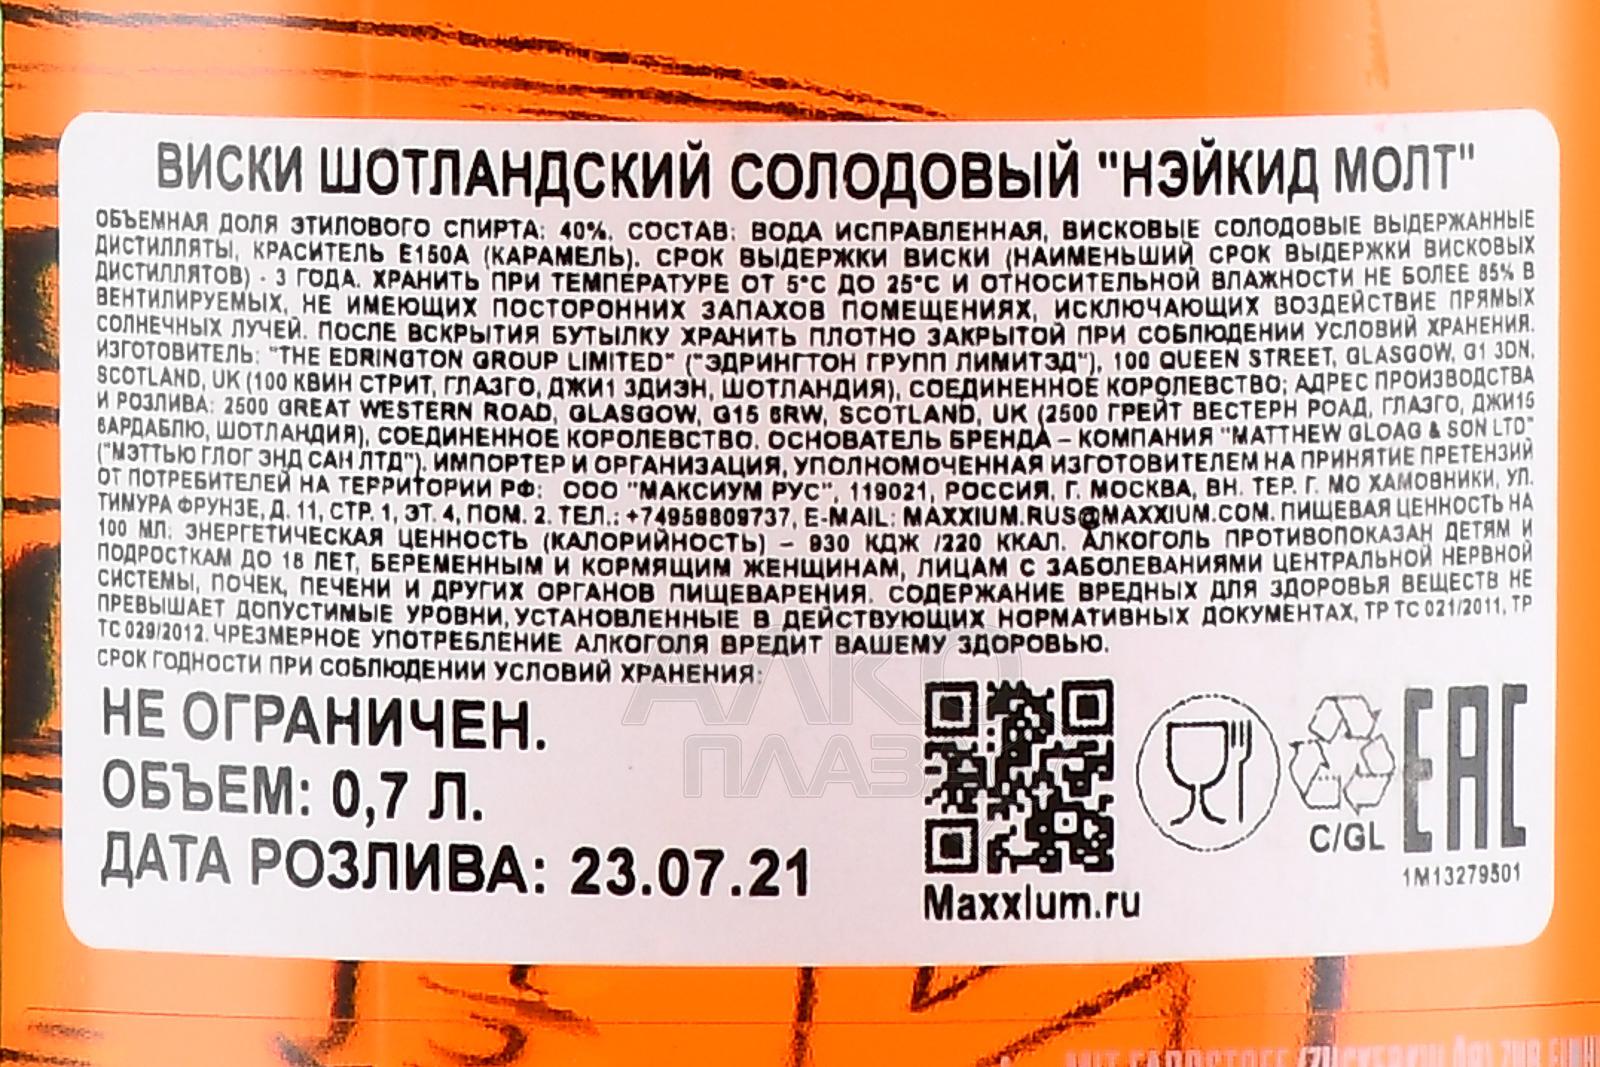 ВИСКИ ШОТЛАНДСКИЙ СОЛОДОВЫЙ "НЭЙКИД МОЛТ"
ОБЪЕМНАЯ ДОЛЯ ЭТИЛОВОГО СПИРТА: 40%. СОСТАВ: ВОДА ИСПРАВЛЕННАЯ, ВИСКОВЫЕ СОЛОДОВЫЕ ВЫДЕРЖАННЫЕ
ДИСТИЛЛЯТЫ, КРАСИТЕЛЬ Е150А (КАРАМЕЛЬ). СРОК ВЫДЕРЖКИ ВИСКИ (НАИМЕНЬШИЙ СРОК ВЫДЕРЖКИ ВИСКОВЫХ
ДИСТИЛЛЯТОВ) - 3 ГОДА. ХРАНИТЬ ПРИ ТЕМПЕРАТУРЕ ОТ 5°С ДО 25°С И ОТНОСИТЕЛЬНОЙ ВЛАЖНОСТИ НЕ БОЛЕЕ 85% В
ВЕНТИЛИРУЕМЫХ, НЕ ИМЕЮЩИХ ПОСТОРОННИХ ЗАПАХОВ ПОМЕЩЕНИЯХ, ИСКЛЮЧАЮЩИХ ВОЗДЕЙСТВИЕ ПРЯМЫХ
СОЛНЕЧНЫХ ЛУЧЕЙ. ПОСЛЕ ВСКРЫТИЯ БУТЫЛКУ ХРАНИТЬ ПЛОТНО ЗАКРЫТОЙ ПРИ СОБЛЮДЕНИИ УСЛОВИЙ ХРАНЕНИЯ.
ИЗГОТОВИТЕЛЬ: "THE EDRINGTON GROUP LIMITED" ("ЭДРИНГТОН ГРУПП ЛИМИТЭД"), 100 QUEEN STREET, GLASGOW, G1 3DN,
SCOTLAND, UK (100 КВИН СТРИТ, ГЛАЗГО, ДЖИ1 3ДИЭН, ШОТЛАНДИЯ), СОЕДИНЕННОЕ КОРОЛЕВСТВО; АДРЕС ПРОИЗВОДСТВА
И РОЗЛИВА: 2500 GREAT WESTERN ROAD, GLASGOW, G15 6RW, SCOTLAND, UK (2500 ГРЕЙТ ВЕСТЕРН РОАД, ГЛАЗГО, ДЖИ15
6АРДАБЛЮ, ШОТЛАНДИЯ), СОЕДИНЕННОЕ КОРОЛЕВСТВО. ОСНОВАТЕЛЬ БРЕНДА – КОМПАНИЯ "MATTHEW GLOAG & SON LTD"
("МЭТТЬЮ ГЛОГ ЭНД САН ЛТД"). ИМПОРТЕР И ОРГАНИЗАЦИЯ, УПОЛНОМОЧЕННАЯ ИЗГОТОВИТЕЛЕМ НА ПРИНЯТИЕ ПРЕТЕНЗИЙ
ОТ ПОТРЕБИТЕЛЕЙ НА ТЕРРИТОРИИ РФ: ООО "МАКСИУМ РУС", 119021, РОССИЯ, Г. МОСКВА, ВН. ТЕР. Г. МО ХАМОВНИКИ, УЛ.
ТИМУРА ФРУНЗЕ, Д. 11, СТР. 1, ЭТ. 4, ПОМ. 2. ТЕЛ.: +74959809737, E-MAIL: MAXXIUM.RUS@MAXXIUM.COM. ПИЩЕВАЯ ЦЕННОСТЬ НА
100 МЛ: ЭНЕРГЕТИЧЕСКАЯ ЦЕННОСТЬ (КАЛОРИЙНОСТЬ) – 930 КДЖ /220 ККАЛ. АЛКОГОЛЬ ПРОТИВОПОКАЗАН ДЕТЯМ И
ПОДРОСТКАМ ДО 18 ЛЕТ, БЕРЕМЕННЫМ И КОРМЯЩИМ ЖЕНЩИНАМ, ЛИЦАМ С ЗАБОЛЕВАНИЯМИ ЦЕНТРАЛЬНОЙ НЕРВНОЙ
СИСТЕМЫ, ПОЧЕК, ПЕЧЕНИ И ДРУГИХ ОРГАНОВ ПИЩЕВАРЕНИЯ. СОДЕРЖАНИЕ ВРЕДНЫХ ДЛЯ ЗДОРОВЬЯ ВЕЩЕСТВ НЕ
ПРЕВЫШАЕТ ДОПУСТИМЫЕ УРОВНИ, УСТАНОВЛЕННЫЕ В ДЕЙСТВУЮЩИХ НОРМАТИВНЫХ ДОКУМЕНТАХ, ТР ТС 021/2011, ТР
ТС 029/2012. ЧРЕЗМЕРНОЕ УПОТРЕБЛЕНИЕ АЛКОГОЛЯ ВРЕДИТ ВАШЕМУ ЗДОРОВЬЮ.
СРОК ГОДНОСТИ ПРИ СОБЛЮДЕНИИ УСЛОВИЙ ХРАНЕНИЯ:
НЕ ОГРАНИЧЕН.
ОБЪЕМ: 0,7 Л.
ДАТА РОЗЛИВА: 23.07.21
АЛКО
ПЛАЗ
Maxxium.ru
C/GL
EAC
1M13279501